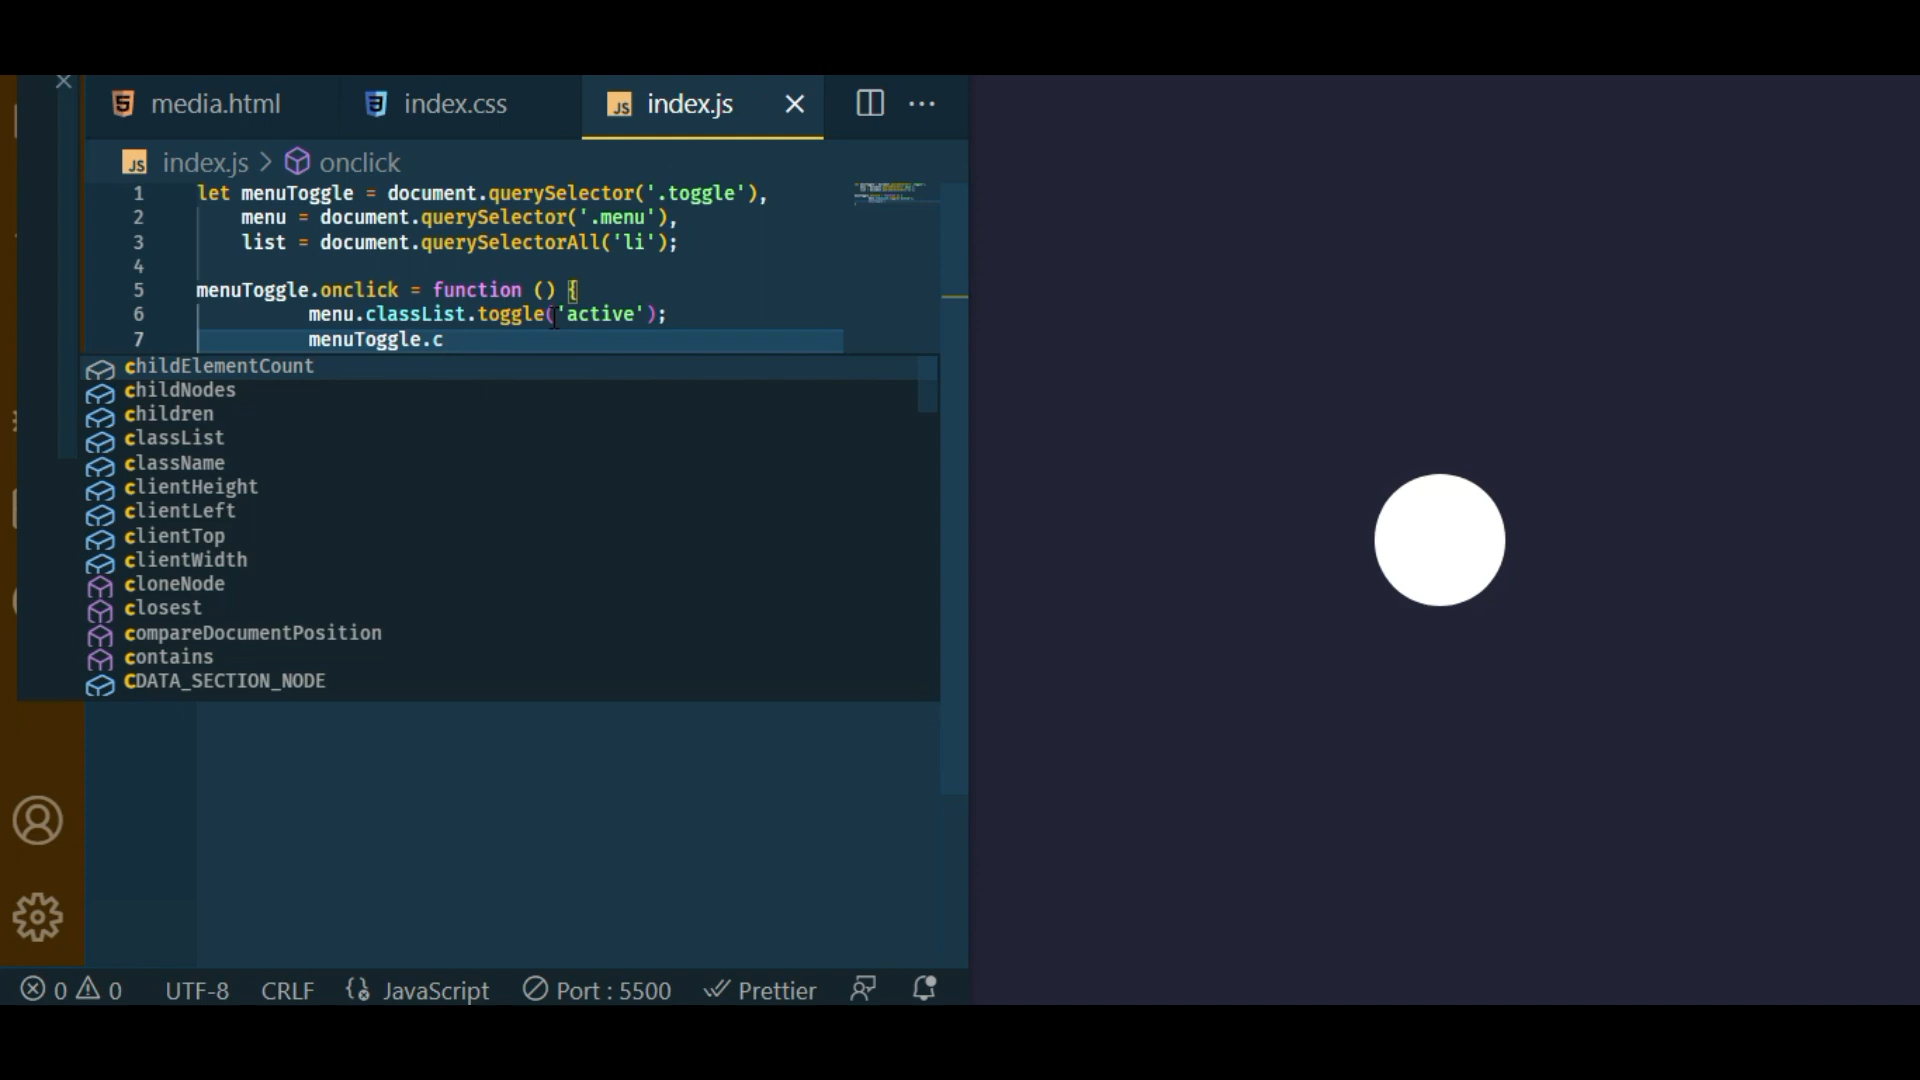 media.html index.css JS index.js
JS index.js > onclick
1 let menuToggle = document.querySelector('.toggle'),
2 menu = document.querySelector('.menu'),
3 list = document.querySelectorAll('li');
4
5 menuToggle.onclick = function () {
6 menu.classList.toggle('active');
7 menuToggle.c
childElementCount
childNodes
children
classList
className
clientHeight
clientLeft
clientTop
clientWidth
cloneNode
closest
compareDocumentPosition
contains
CDATA_SECTION_NODE
0 0 UTF-8 CRLF JavaScript Port : 5500 Prettier